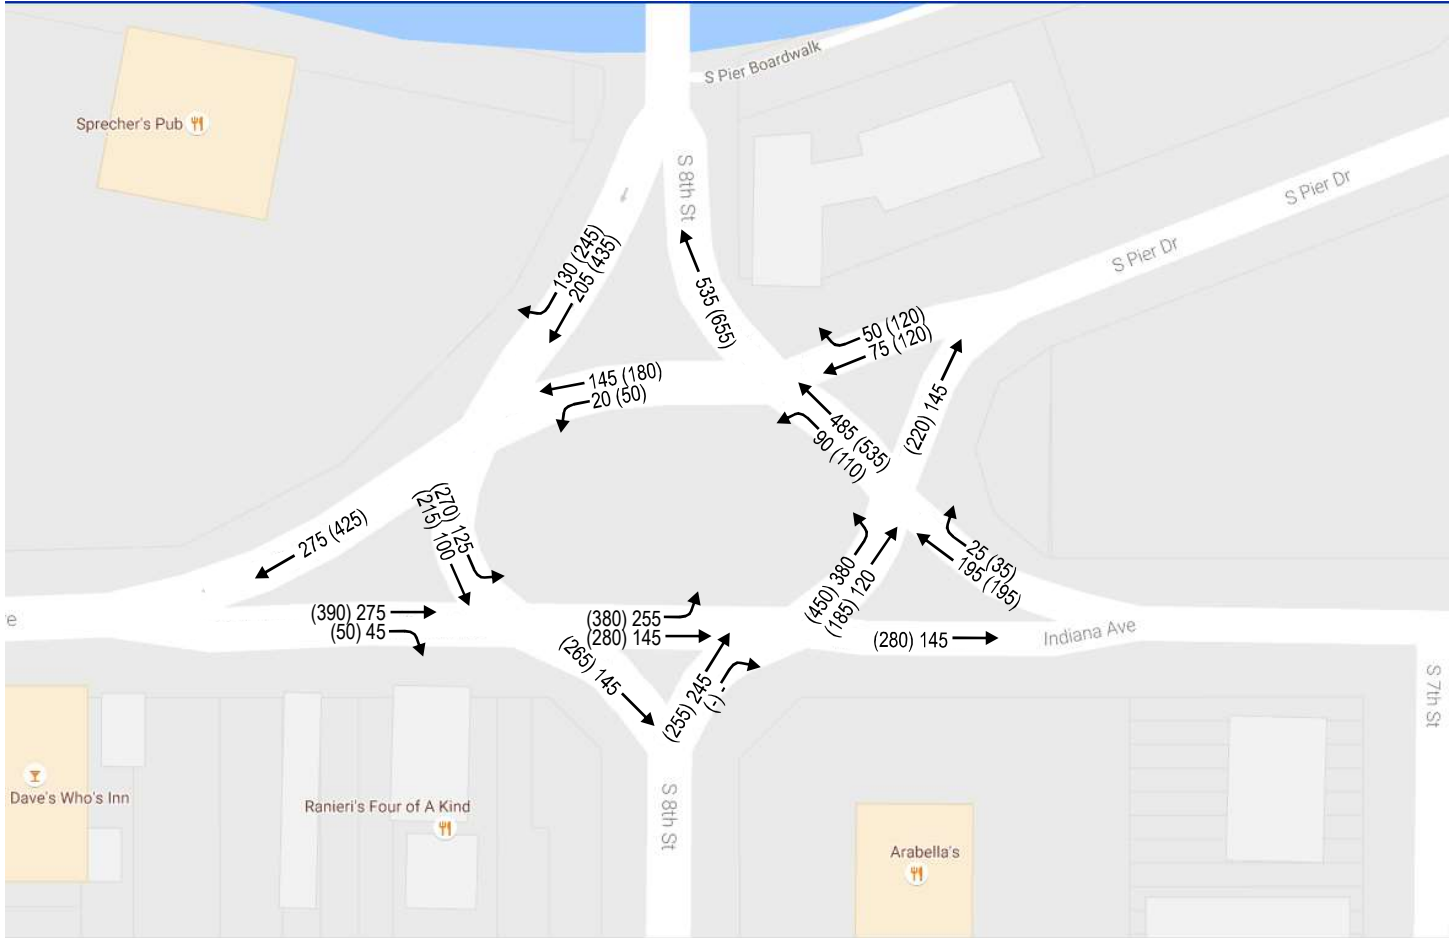 S Pier Boardwalk
Sprecher's Pub
S 8th St
S Pier Dr
S Pier Dr
130 (245)
205 (435)
535 (655)
50 (120)
75 (120)
145 (180)
20 (50)
485 (535)
90 (110)
(220) 145
275 (425)
(270) 125
(215) 100
25 (35)
195 (195)
(450) 380
(185) 120
(390) 275
(50) 45
(380) 255
(280) 145
(280) 145
Indiana Ave
e
(265) 145
(255) 245
(-) -
S 7th St
Dave's Who's Inn
Ranieri's Four of A Kind
S 8th St
Arabella's